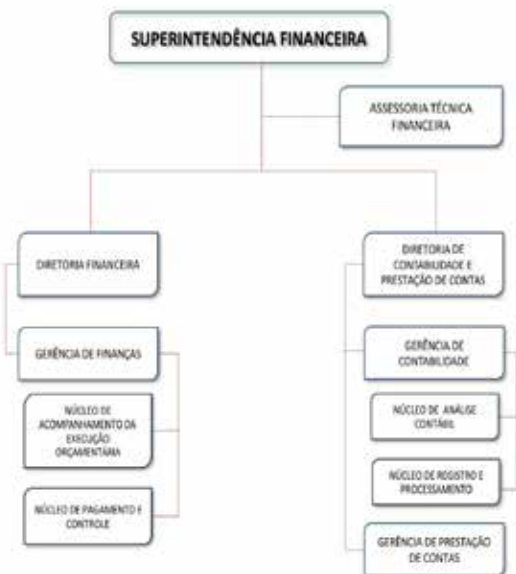 SUPERINTENDÊNCIA FINANCEIRA
ASSESSORIA TÉCNICA
FINANCEIRA
DIRETORIA FINANCEIRA
GERÊNCIA DE FINANÇAS
NÚCLEO DE
ACOMPANHAMENTO DA
EXECUÇÃO
ORÇAMENTÁRIA
NÚCLEO DE PAGAMENTO E
CONTROLE
DIRETORIA DE
CONTABILIDADE E
PRESTAÇÃO DE CONTAS
GERÊNCIA DE
CONTABILIDADE
NÚCLEO DE ANÁLISE
CONTÁBIL
NÚCLEO DE REGISTRO E
PROCESSAMENTO
GERÊNCIA DE PRESTAÇÃO
DE CONTAS